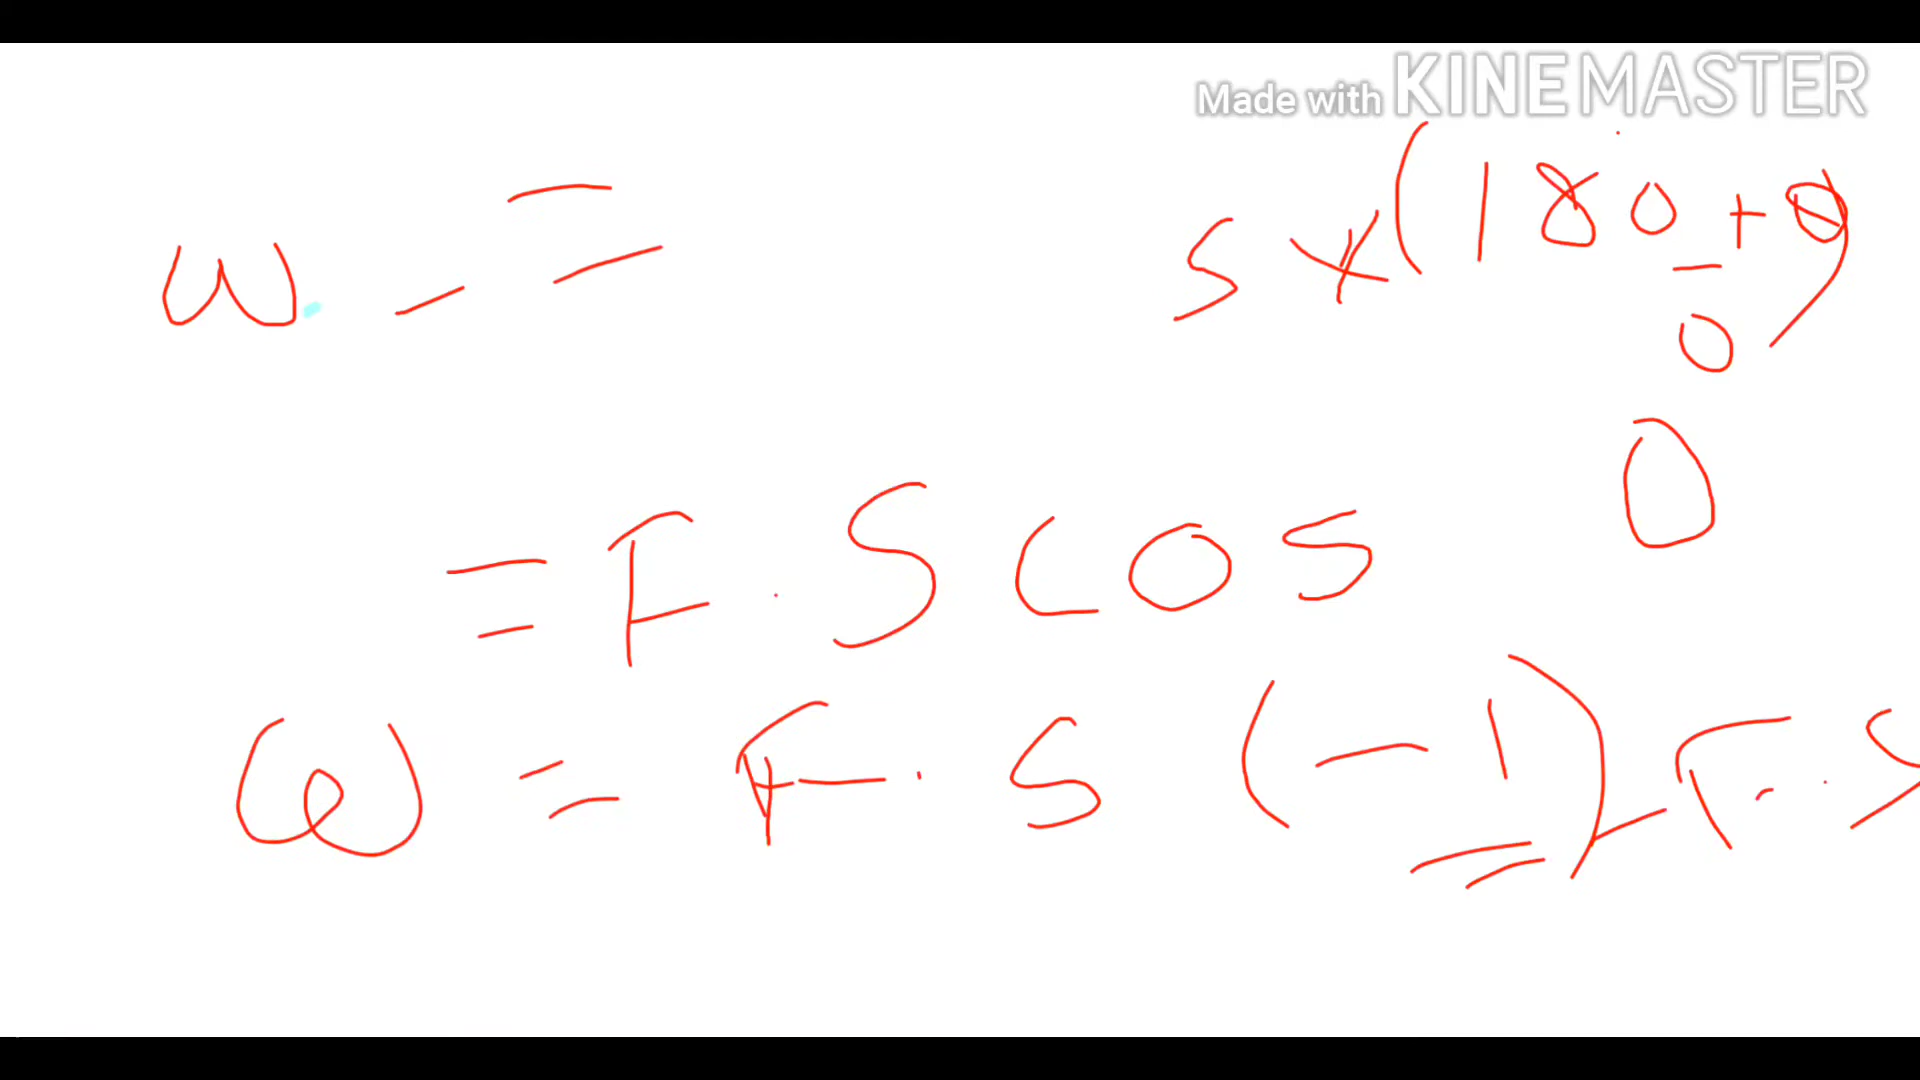 Made with KINEMASTER
W =
S x (180 + θ)
0
0
= F . S cos
W = F . S (-1) - F . S